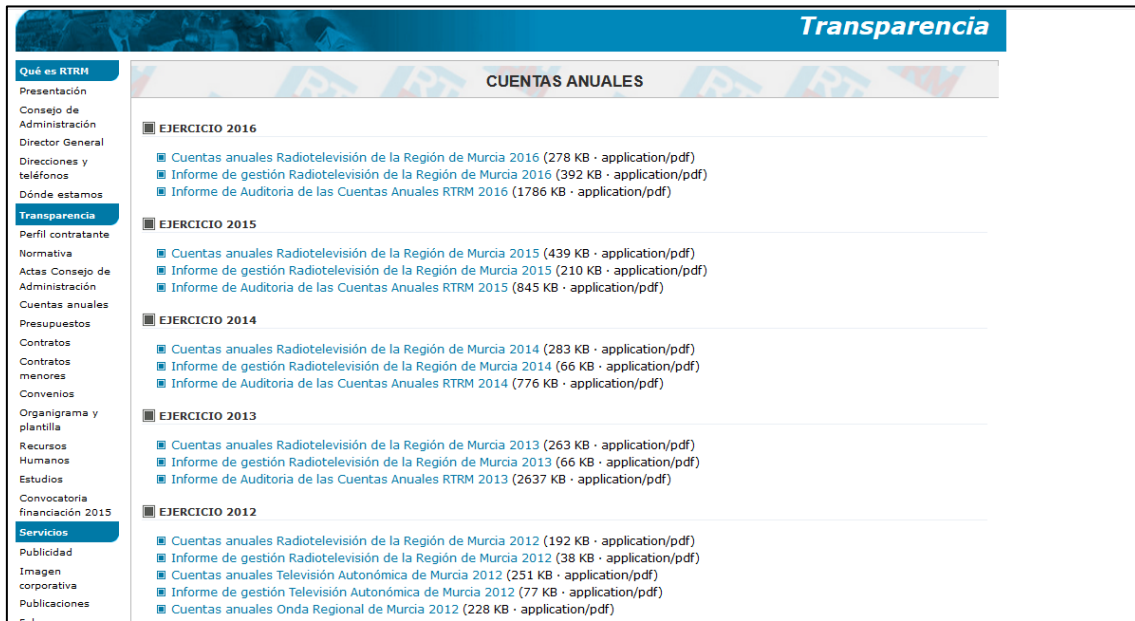 Transparencia
Qué es RTRM
Presentación
Consejo de
Administración
Director General
Direcciones y
teléfonos
Dónde estamos
Transparencia
Perfil contratante
Normativa
Actas Consejo de
Administración
Cuentas anuales
Presupuestos
Contratos
Contratos
menores
Convenios
Organigrama y
plantilla
Recursos
Humanos
Estudios
Convocatoria
financiación 2015
Servicios
Publicidad
Imagen
corporativa
Publicaciones
CUENTAS ANUALES
EJERCICIO 2016
Cuentas anuales Radiotelevisión de la Región de Murcia 2016 (278 KB · application/pdf)
Informe de gestión Radiotelevisión de la Región de Murcia 2016 (392 KB · application/pdf)
Informe de Auditoria de las Cuentas Anuales RTRM 2016 (1786 KB · application/pdf)
EJERCICIO 2015
Cuentas anuales Radiotelevisión de la Región de Murcia 2015 (439 KB · application/pdf)
Informe de gestión Radiotelevisión de la Región de Murcia 2015 (210 KB · application/pdf)
Informe de Auditoria de las Cuentas Anuales RTRM 2015 (845 KB · application/pdf)
EJERCICIO 2014
Cuentas anuales Radiotelevisión de la Región de Murcia 2014 (283 KB · application/pdf)
Informe de gestión Radiotelevisión de la Región de Murcia 2014 (66 KB · application/pdf)
Informe de Auditoria de las Cuentas Anuales RTRM 2014 (776 KB · application/pdf)
EJERCICIO 2013
Cuentas anuales Radiotelevisión de la Región de Murcia 2013 (263 KB · application/pdf)
Informe de gestión Radiotelevisión de la Región de Murcia 2013 (66 KB · application/pdf)
Informe de Auditoria de las Cuentas Anuales RTRM 2013 (2637 KB · application/pdf)
EJERCICIO 2012
Cuentas anuales Radiotelevisión de la Región de Murcia 2012 (192 KB · application/pdf)
Informe de gestión Radiotelevisión de la Región de Murcia 2012 (38 KB · application/pdf)
Cuentas anuales Televisión Autonómica de Murcia 2012 (251 KB · application/pdf)
Informe de gestión Televisión Autonómica de Murcia 2012 (77 KB · application/pdf)
Cuentas anuales Onda Regional de Murcia 2012 (228 KB · application/pdf)